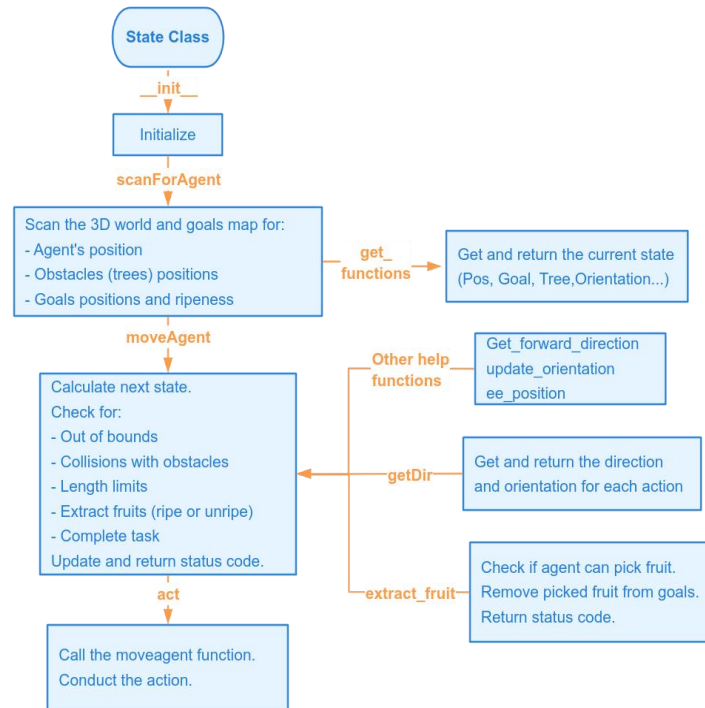 State Class
__init__
Initialize
scanForAgent
Scan the 3D world and goals map for:
- Agent's position
- Obstacles (trees) positions
- Goals positions and ripeness
get_
functions
Get and return the current state
(Pos, Goal, Tree,Orientation...)
moveAgent
Calculate next state.
Check for:
- Out of bounds
- Collisions with obstacles
- Length limits
- Extract fruits (ripe or unripe)
- Complete task
Update and return status code.
Other help
functions
Get_forward_direction
update_orientation
ee_position
getDir
Get and return the direction
and orientation for each action
extract_fruit
Check if agent can pick fruit.
Remove picked fruit from goals.
Return status code.
act
Call the moveagent function.
Conduct the action.